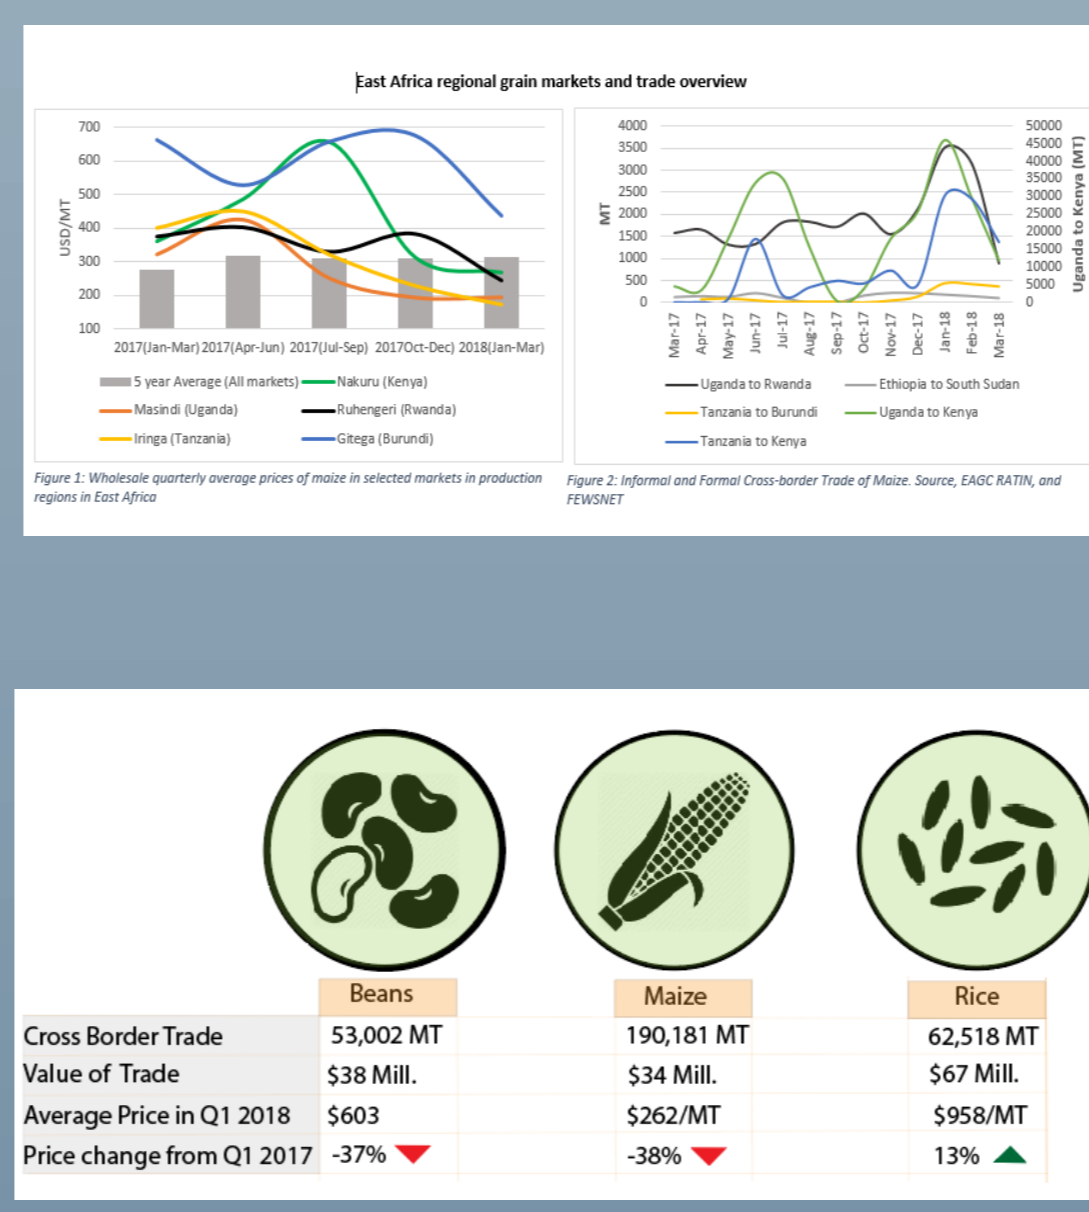 East Africa regional grain markets and trade overview
700
600
500
400
300
200
100
USD/MT
2017(Jan-Mar) 2017(Apr-Jun) 2017(Jul-Sep) 2017Oct-Dec) 2018(Jan-Mar)
5 year Average (All markets) Nakuru (Kenya)
Masindi (Uganda) Ruhengeri (Rwanda)
Iringa (Tanzania) Gitega (Burundi)
Figure 1: Wholesale quarterly average prices of maize in selected markets in production
regions in East Africa
4000
3500
3000
2500
2000
1500
1000
500
0
MT
50000
45000
40000
35000
30000
25000
20000
15000
10000
5000
0
Uganda to Kenya (MT)
Mar-17
Apr-17
May-17
Jun-17
Jul-17
Aug-17
Sep-17
Oct-17
Nov-17
Dec-17
Jan-18
Feb-18
Mar-18
Uganda to Rwanda Ethiopia to South Sudan
Tanzania to Burundi Uganda to Kenya
Tanzania to Kenya
Figure 2: Informal and Formal Cross-border Trade of Maize. Source, EAGC RATIN, and
FEWSNET
Beans Maize Rice
Cross Border Trade 53,002 MT 190,181 MT 62,518 MT
Value of Trade $38 Mill. $34 Mill. $67 Mill.
Average Price in Q1 2018 $603 $262/MT $958/MT
Price change from Q1 2017 -37% -38% 13%